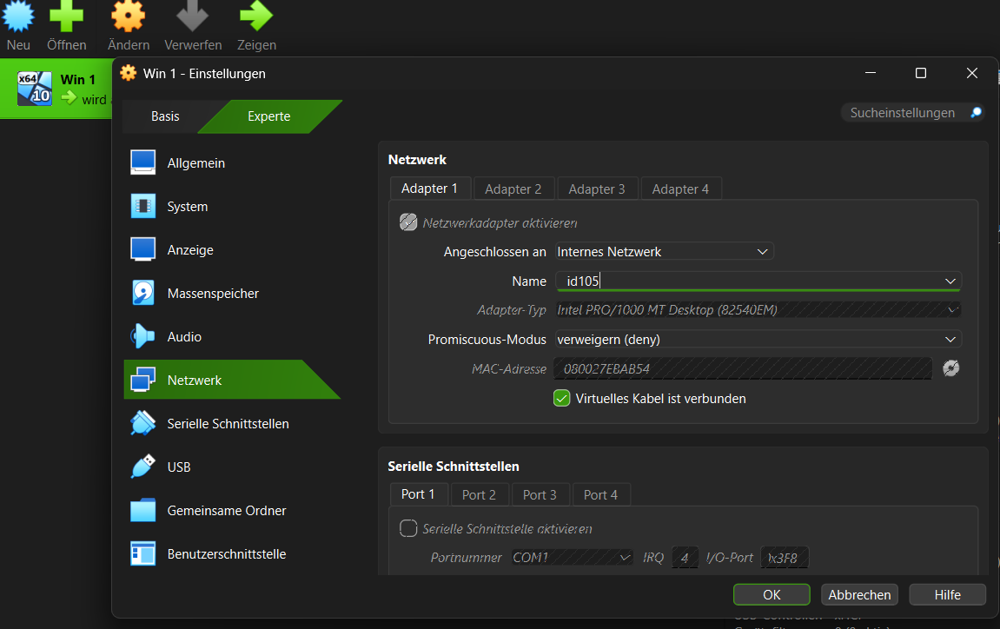 Neu Öffnen Ändern Verwerfen Zeigen
x64 10 Win 1
wird
Win 1 - Einstellungen
Basis Experte Sucheinstellungen
Allgemein
System
Anzeige
Massenspeicher
Audio
Netzwerk
Serielle Schnittstellen
USB
Gemeinsame Ordner
Benutzerschnittstelle
Netzwerk
Adapter 1 Adapter 2 Adapter 3 Adapter 4
Netzwerkadapter aktivieren
Angeschlossen an Internes Netzwerk
Name id105
Adapter-Typ Intel PRO/1000 MT Desktop (82540EM)
Promiscuous-Modus verweigern (deny)
MAC-Adresse 080027EBAB54
Virtuelles Kabel ist verbunden
Serielle Schnittstellen
Port 1 Port 2 Port 3 Port 4
Serielle Schnittstelle aktivieren
Portnummer COM1 IRQ 4 I/O-Port 0x3F8
OK Abbrechen Hilfe